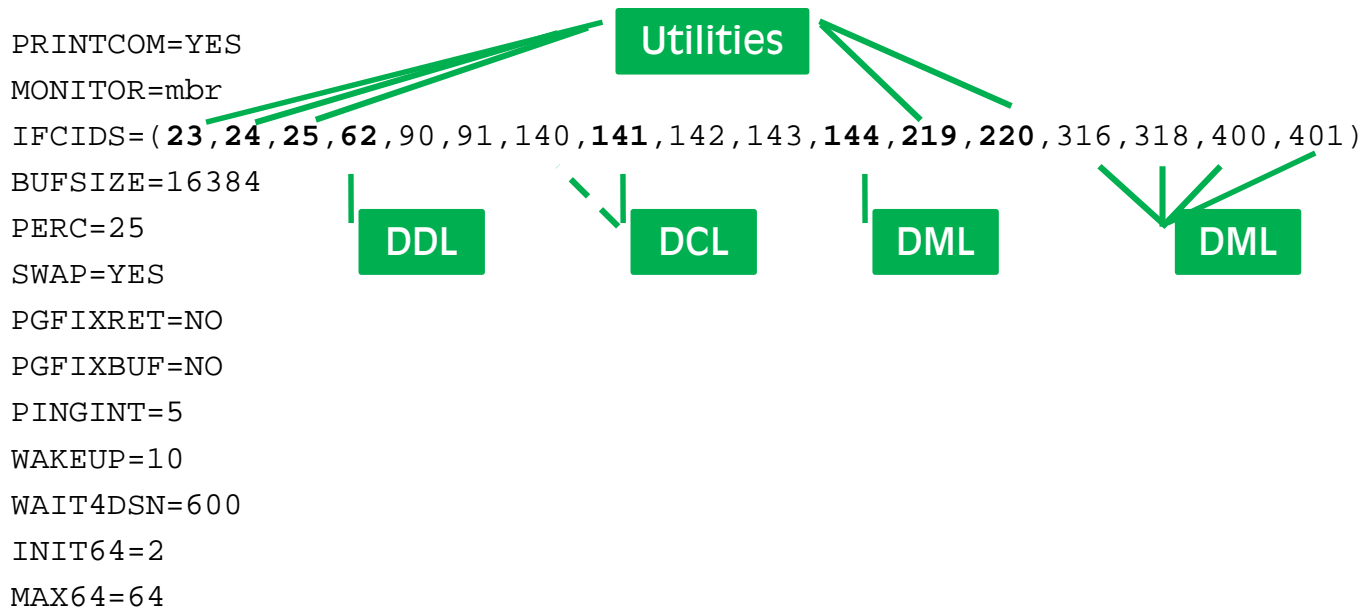 Utilities
PRINTCOM=YES
MONITOR=mbr
IFCIDS=(23,24,25,62,90,91,140,141,142,143,144,219,220,316,318,400,401)
BUFSIZE=16384
PERC=25
DDL
DCL
DML
DML
SWAP=YES
PGFIXRET=NO
PGFIXBUF=NO
PINGINT=5
WAKEUP=10
WAIT4DSN=600
INIT64=2
MAX64=64